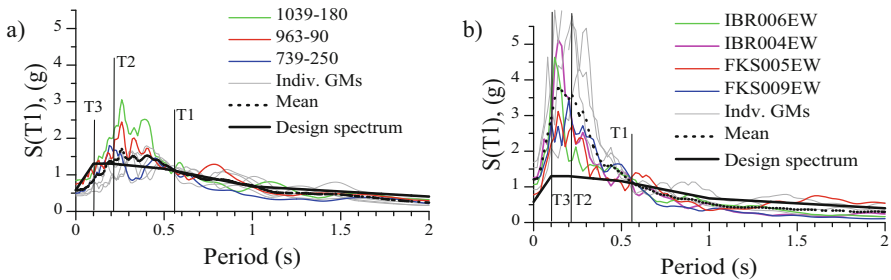 a)
S(T1), (g)
5
4
3
2
1
0
0
0.5
1
1.5
2
Period (s)
T3
T2
T1
1039-180
963-90
739-250
Indiv. GMs
Mean
Design spectrum
b)
S(T1), (g)
5
4
3
2
1
0
0.0
0.5
1
1.5
2
Period (s)
T3
T2
T1
IBR006EW
IBR004EW
FKS005EW
FKS009EW
Indv. GMs
Mean
Design spectrum